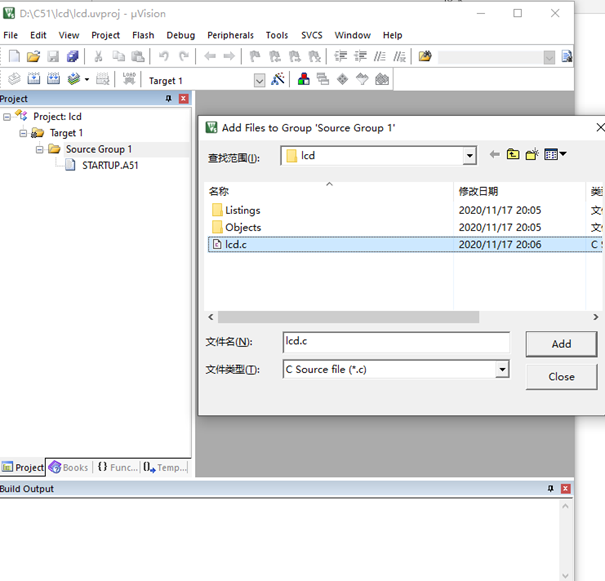 D:\C51\lcd\lcd.uvproj - µVision
File Edit View Project Flash Debug Peripherals Tools SVCS Window Help
LOAD Target 1
Project
Project: lcd
Target 1
Source Group 1
STARTUP.A51
Add Files to Group 'Source Group 1'
查找范围(I): lcd
名称 修改日期
Listings 2020/11/17 20:05
Objects 2020/11/17 20:05
lcd.c 2020/11/17 20:06 C
文件名(N): lcd.c Add
文件类型(T): C Source file (*.c) Close
Project Books {} Func... Temp...
Build Output